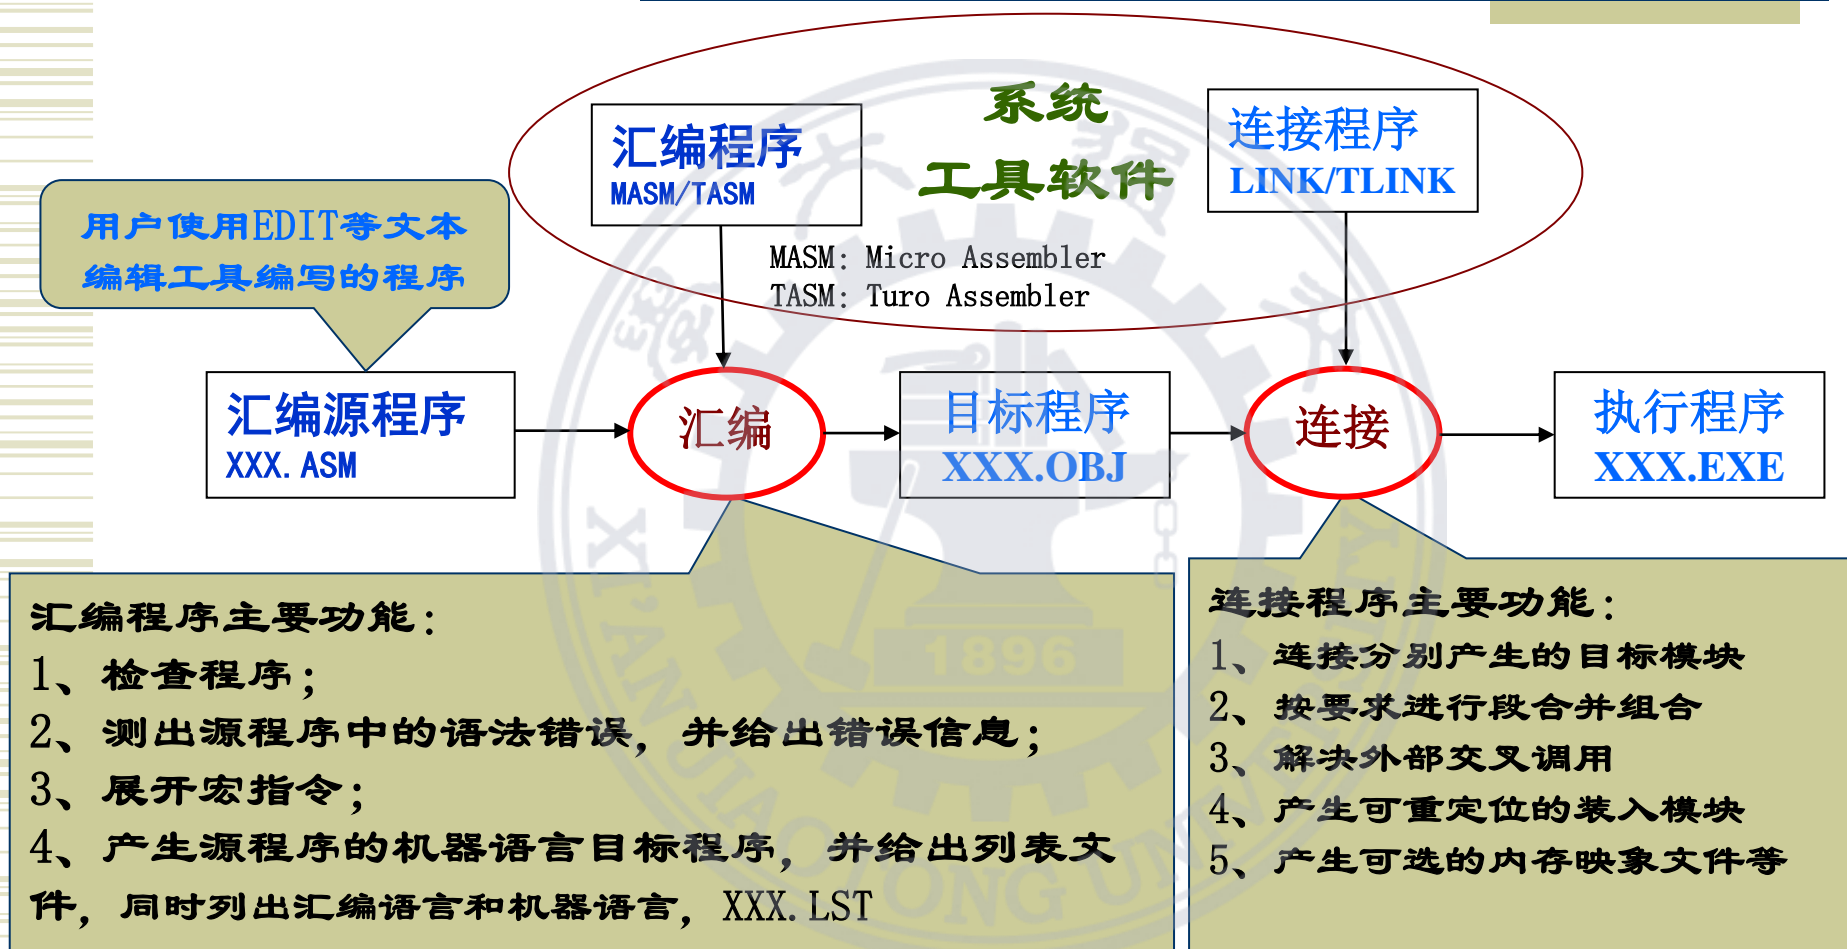 系统
工具软件
汇编程序
MASM/TASM
连接程序
LINK/TLINK
MASM: Micro Assembler
TASM: Turo Assembler
用户使用EDIT等文本
编辑工具编写的程序
汇编源程序
XXX.ASM
汇编
目标程序
XXX.OBJ
连接
执行程序
XXX.EXE
汇编程序主要功能:
1、检查程序;
2、测出源程序中的语法错误, 并给出错误信息;
3、展开宏指令;
4、产生源程序的机器语言目标程序, 并给出列表文
件, 同时列出汇编语言和机器语言, XXX.LST
连接程序主要功能:
1、连接分别产生的目标模块
2、按要求进行段合并组合
3、解决外部交叉调用
4、产生可重定位的装入模块
5、产生可选的内存映象文件等
1896
XI'AN JIAOTONG UNIVERSITY